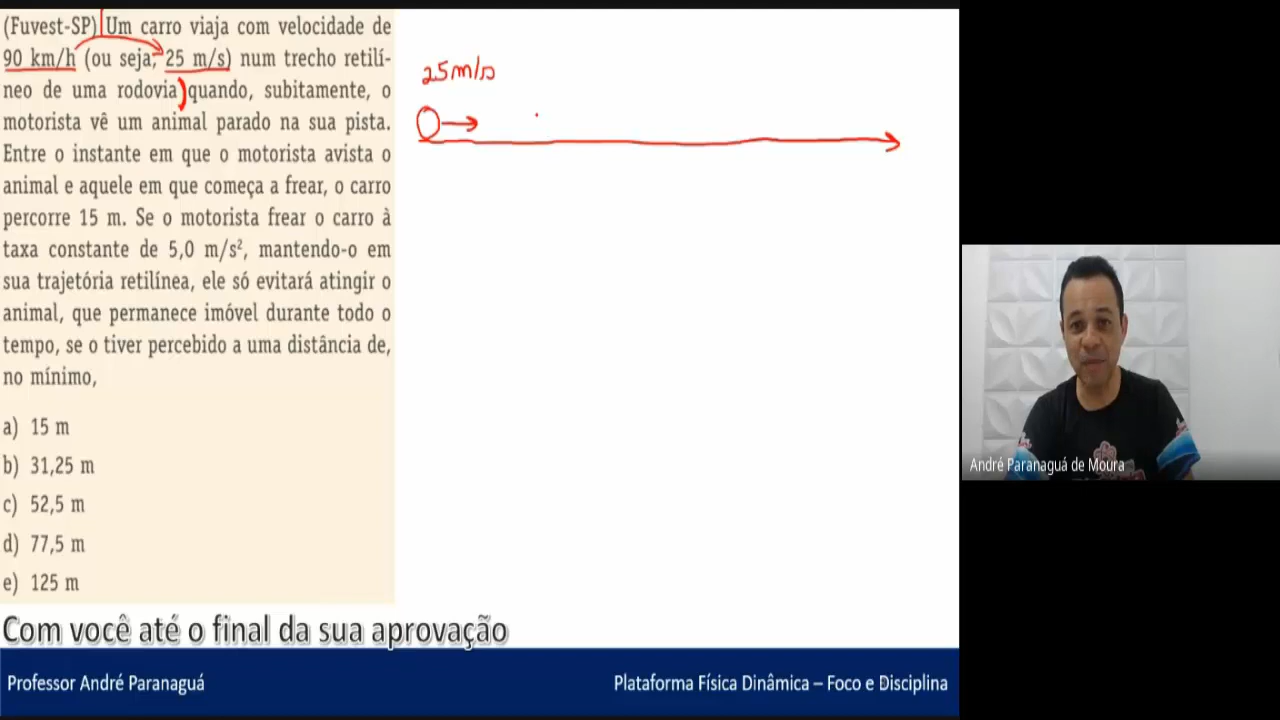 (Fuvest-SP) Um carro viaja com velocidade de
90 km/h (ou seja, 25 m/s) num trecho retilí-
neo de uma rodovia quando, subitamente, o
motorista vê um animal parado na sua pista.
Entre o instante em que o motorista avista o
animal e aquele em que começa a frear, o carro
percorre 15 m. Se o motorista frear o carro à
taxa constante de 5,0 m/s², mantendo-o em
sua trajetória retilínea, ele só evitará atingir o
animal, que permanece imóvel durante todo o
tempo, se o tiver percebido a uma distância de,
no mínimo,
a) 15 m
b) 31,25 m
c) 52,5 m
d) 77,5 m
e) 125 m
25m/s
André Paranaguá de Moura
Com você até o final da sua aprovação
Professor André Paranaguá
Plataforma Física Dinâmica – Foco e Disciplina